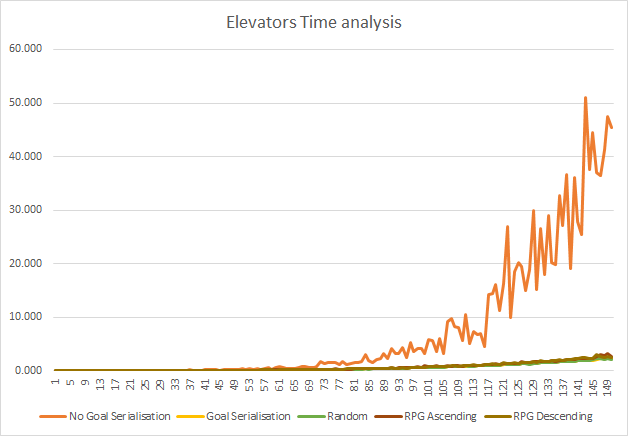 Elevators Time analysis
60.000
50.000
40.000
30.000
20.000
10.000
0.000
1 5 9 13 17 21 25 29 33 37 41 45 49 53 57 61 65 69 73 77 81 85 89 93 97 101 105 109 113 117 121 125 129 133 137 141 145 149
No Goal Serialisation Goal Serialisation Random RPG Ascending RPG Descending